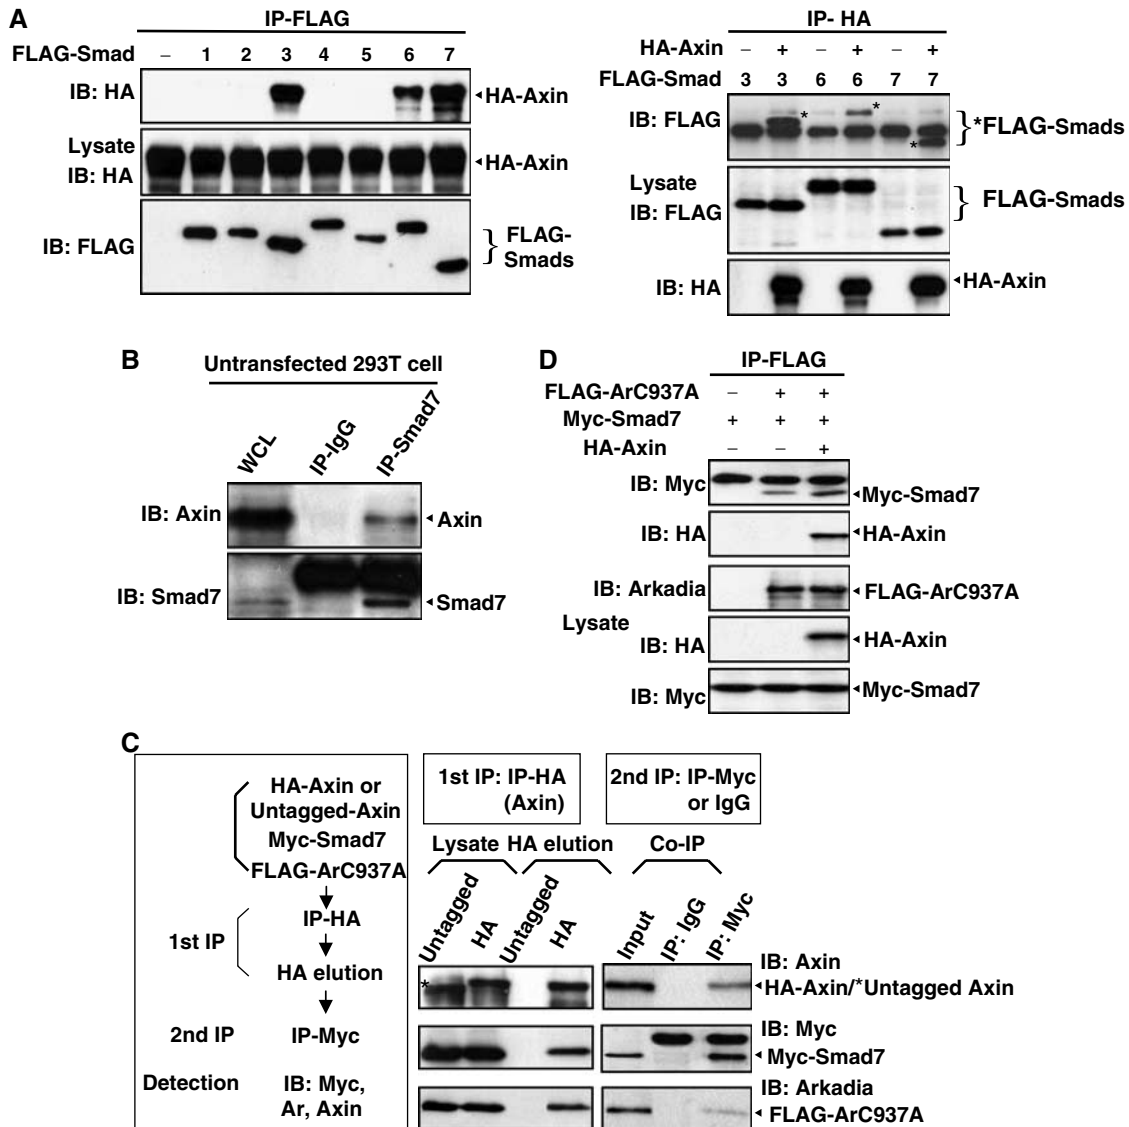 A
IP-FLAG
FLAG-Smad – 1 2 3 4 5 6 7
IB: HA
HA-Axin
Lysate
IB: HA
HA-Axin
IB: FLAG
FLAG-
Smads
IP- HA
HA-Axin – + – + – +
FLAG-Smad 3 3 6 6 7 7
IB: FLAG
* * *
*FLAG-Smads
Lysate
IB: FLAG
FLAG-Smads
IB: HA
HA-Axin
B
Untransfected 293T cell
WCL IP-IgG IP-Smad7
IB: Axin
Axin
IB: Smad7
Smad7
D
IP-FLAG
FLAG-ArC937A – + +
Myc-Smad7 + + +
HA-Axin – – +
IB: Myc
Myc-Smad7
IB: HA
HA-Axin
IB: Arkadia
FLAG-ArC937A
Lysate
IB: HA
HA-Axin
IB: Myc
Myc-Smad7
C
HA-Axin or
Untagged-Axin
Myc-Smad7
FLAG-ArC937A
IP-HA
1st IP
HA elution
2nd IP
IP-Myc
Detection
IB: Myc,
Ar, Axin
1st IP: IP-HA
(Axin)
2nd IP: IP-Myc
or IgG
Lysate HA elution
Co-IP
Untagged HA Untagged HA
Input IP: IgG IP: Myc
*
IB: Axin
HA-Axin/*Untagged Axin
IB: Myc
Myc-Smad7
IB: Arkadia
FLAG-ArC937A